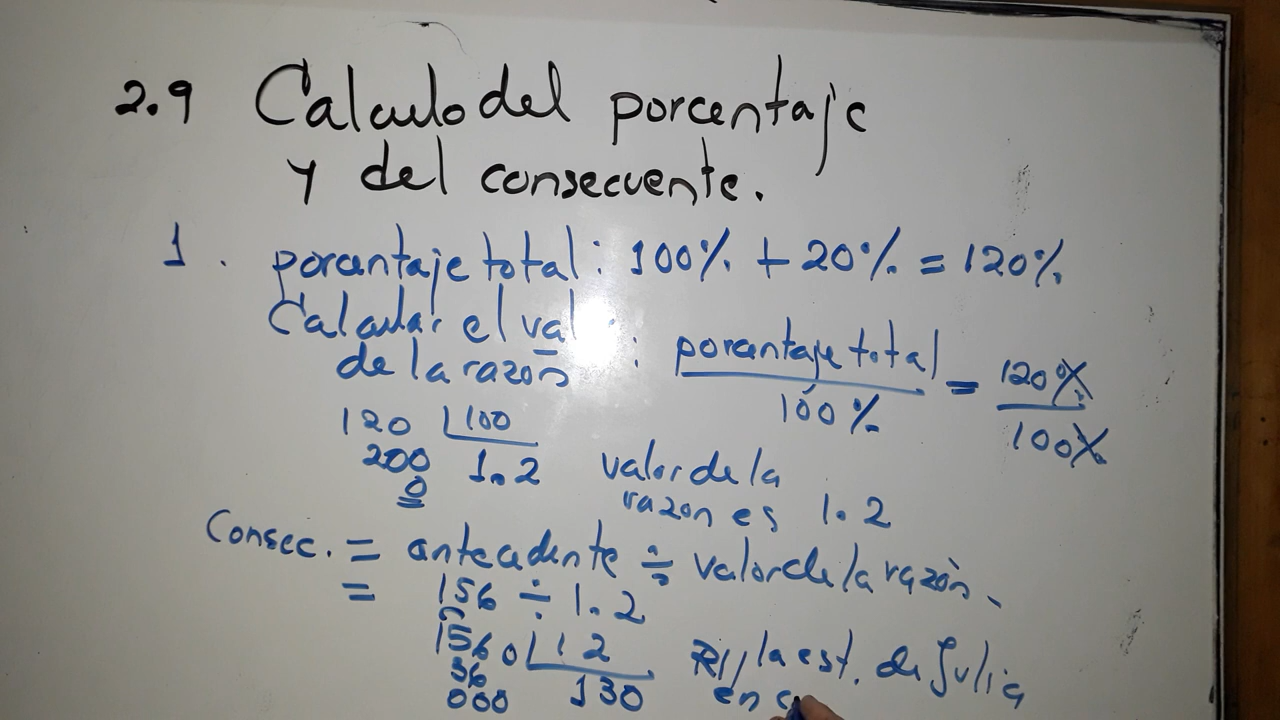 2.9 Calculo del porcentaje
y del consecuente.
1. porcentaje total: 100% + 20% = 120%
Calcular el val
de la razón : porcentaje total / 100% = 120% / 100%
120 100
200 1.2
0
valor de la
razon es 1.2
Consec. = antecedente ÷ valor de la razón.
= 156 ÷ 1.2
1560 12
36 130
000
R// la est. de Julia
en